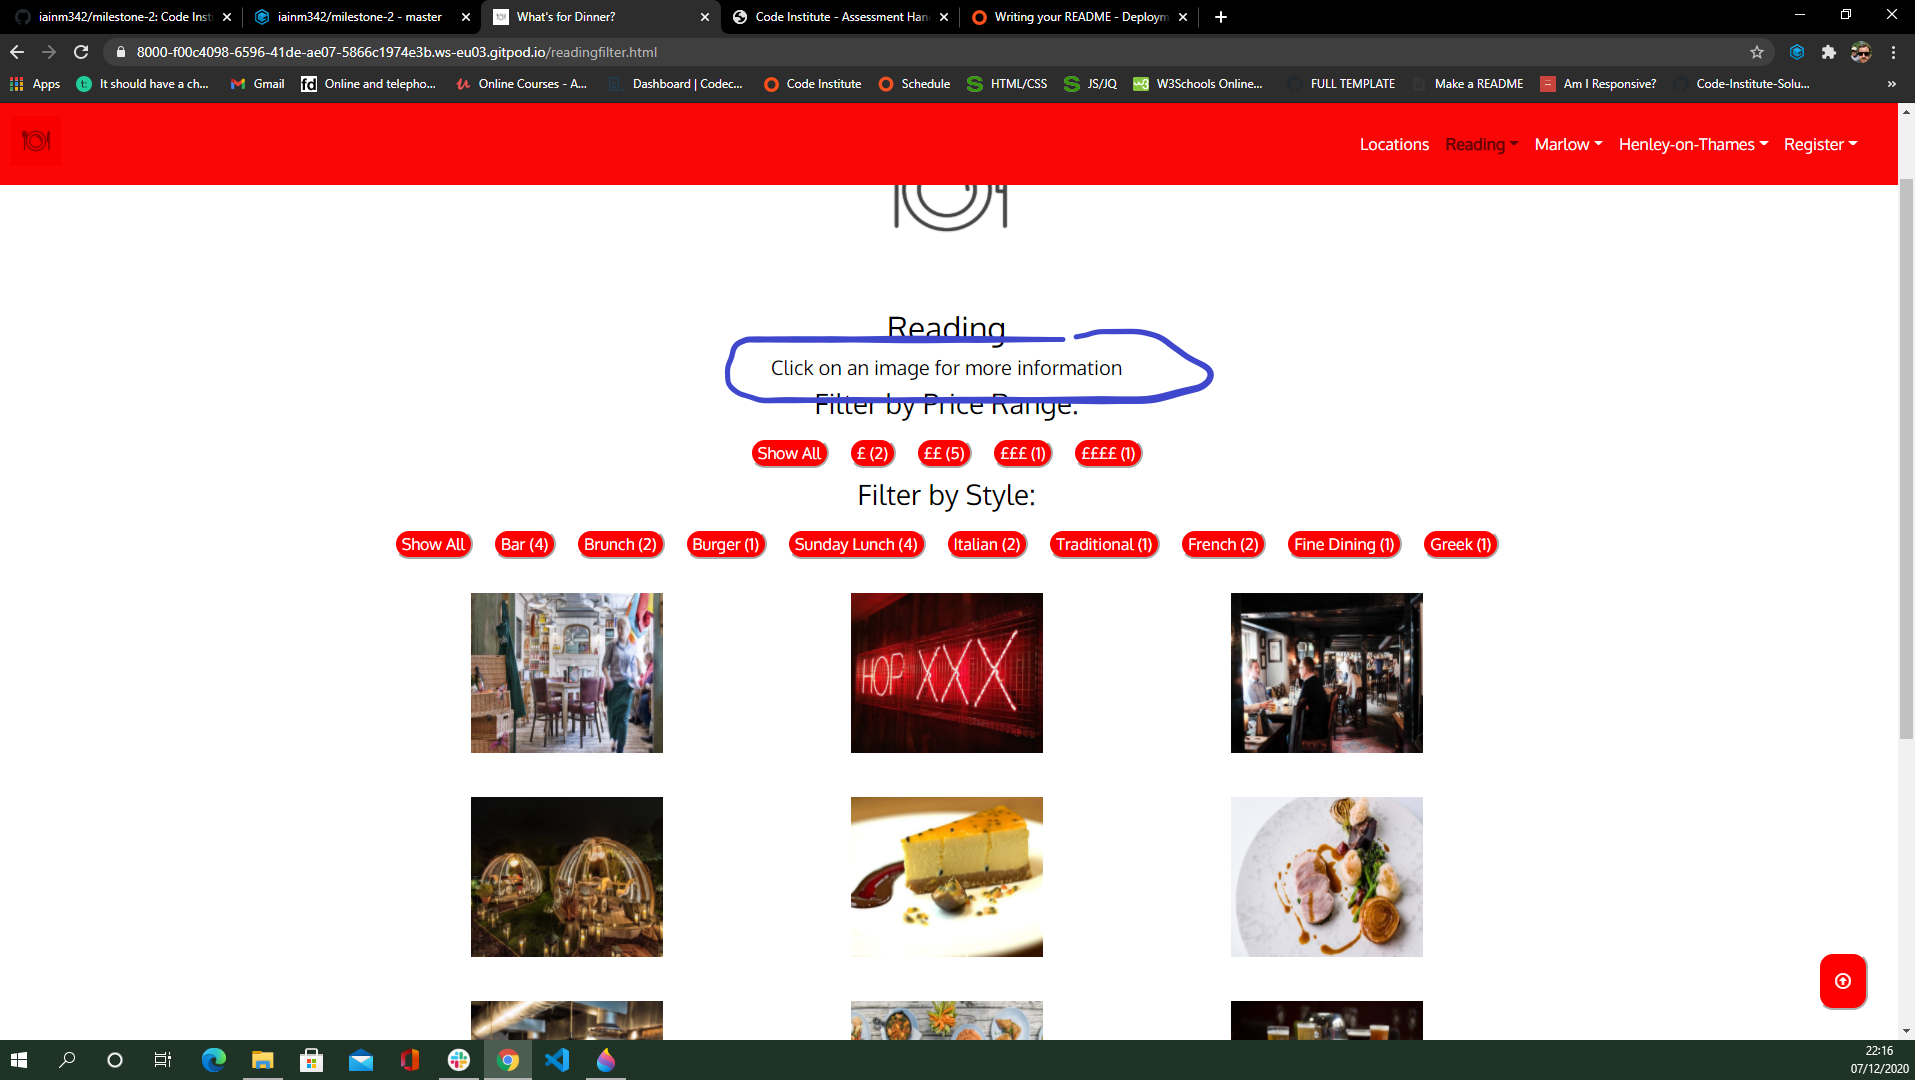 iainm342/milestone-2: Code Insti
iainm342/milestone-2 - master
What's for Dinner?
Code Institute - Assessment Han
Writing your README - Deploym
8000-f00c4098-6596-41de-ae07-5866c1974e3b.ws-eu03.gitpod.io/readingfilter.html
Apps It should have a ch... Gmail Online and telepho... Online Courses - A... Dashboard | Codec... Code Institute Schedule HTML/CSS JS/JQ W3Schools Online... FULL TEMPLATE Make a README Am I Responsive? Code-Institute-Solu... »
Locations Reading Marlow Henley-on-Thames Register
Reading
Click on an image for more information
Filter by Price Range:
Show All £ (2) ££ (5) £££ (1) ££££ (1)
Filter by Style:
Show All Bar (4) Brunch (2) Burger (1) Sunday Lunch (4) Italian (2) Traditional (1) French (2) Fine Dining (1) Greek (1)
HOP XXX
22:16
07/12/2020